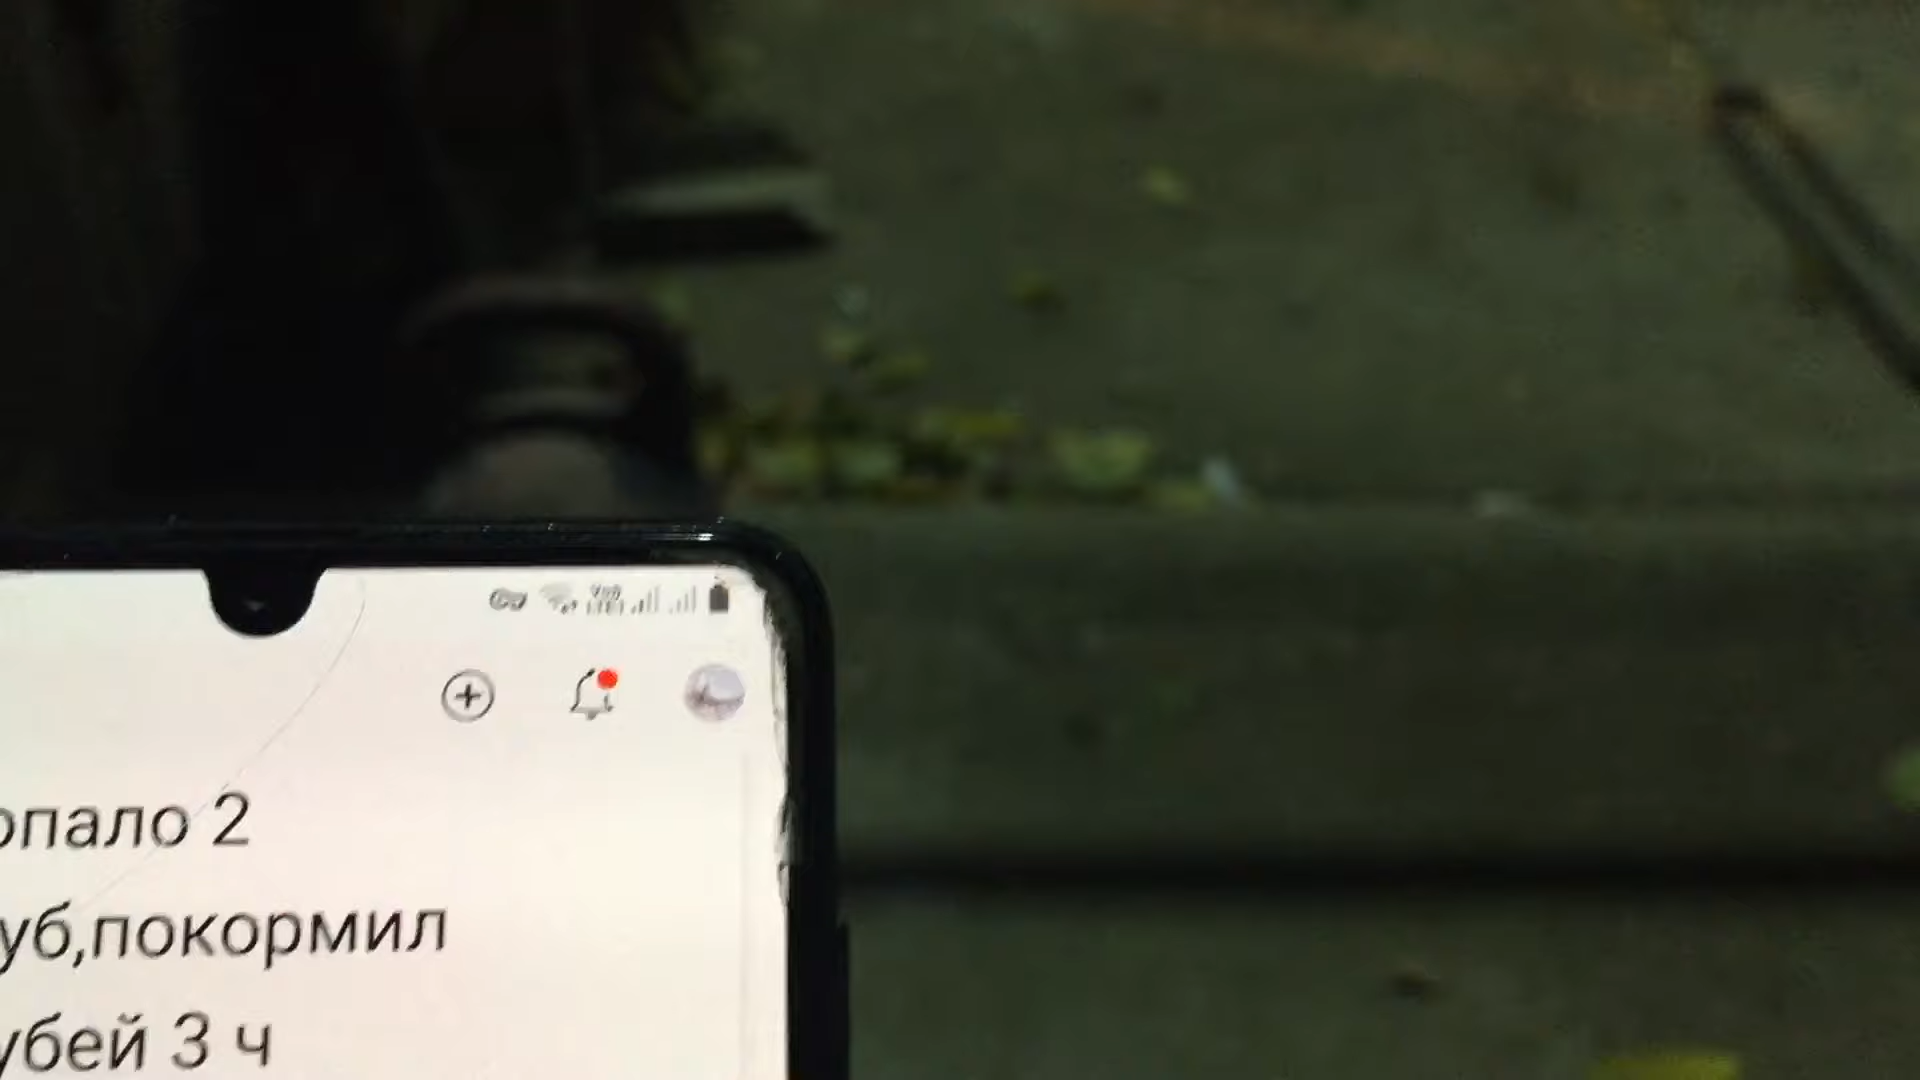 опало 2
уб,покормил
убей 3 ч